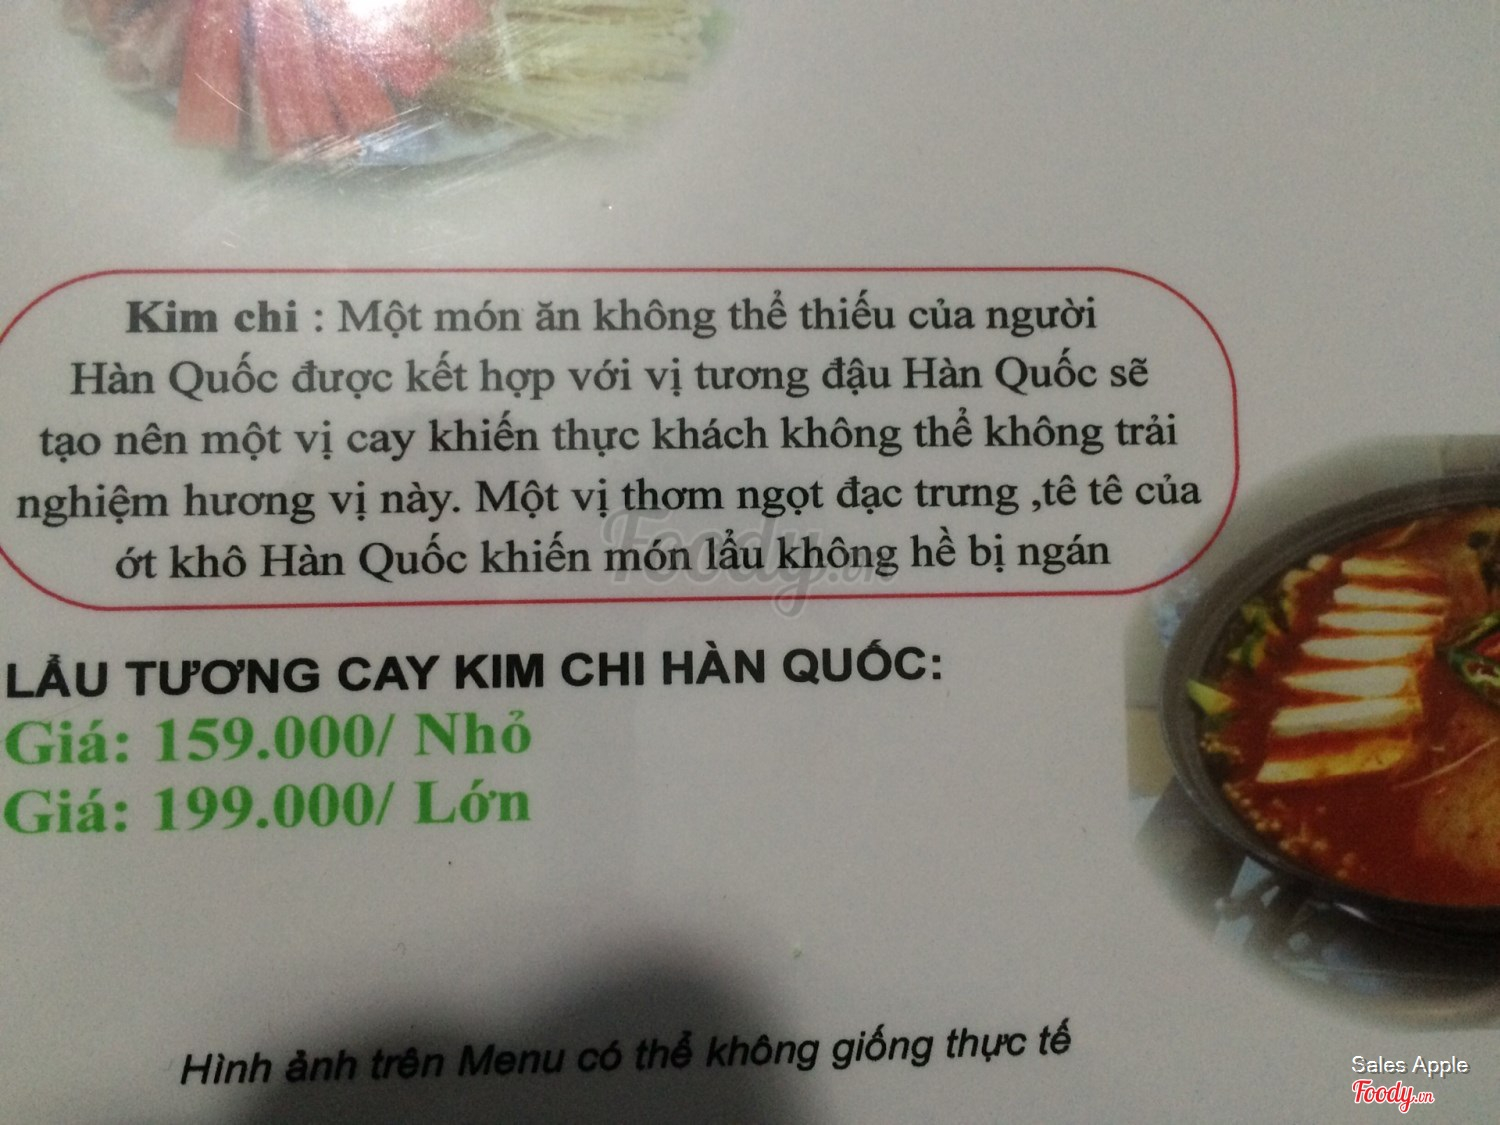 Kim chi : Một món ăn không thể thiếu của người
Hàn Quốc được kết hợp với vị tương đậu Hàn Quốc sẽ
tạo nên một vị cay khiến thực khách không thể không trải
nghiệm hương vị này. Một vị thơm ngọt đạc trưng ,tê tê của
ớt khô Hàn Quốc khiến món lẩu không hề bị ngán
Foody.vn
LẨU TƯƠNG CAY KIM CHI HÀN QUỐC:
Giá: 159.000/ Nhỏ
Giá: 199.000/ Lớn
Hình ảnh trên Menu có thể không giống thực tế
Sales Apple
Foody.vn